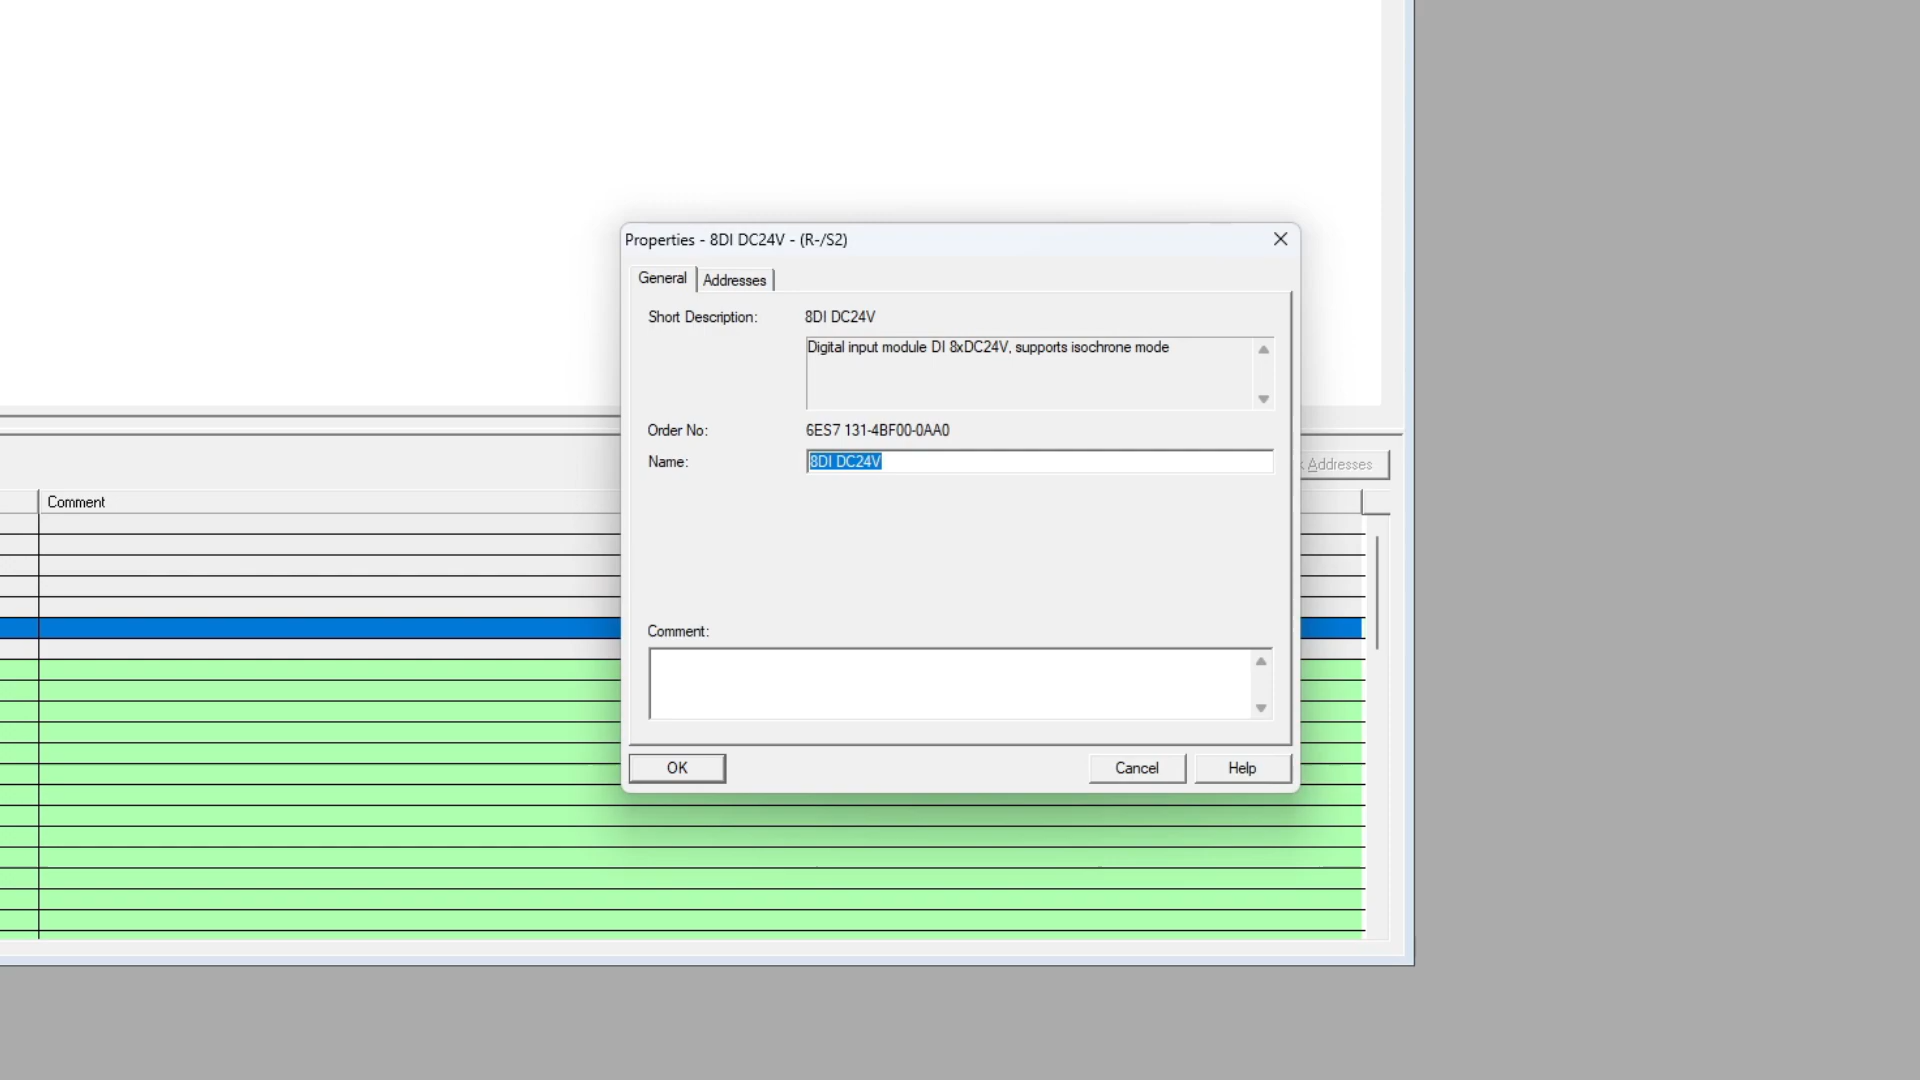 Properties - 8DI DC24V - (R-/S2)
General
Addresses
Short Description: 8DI DC24V
Digital input module DI 8xDC24V, supports isochrone mode
Order No: 6ES7 131-4BF00-0AA0
Name: 8DI DC24V
Addresses
Comment
Comment:
OK
Cancel
Help